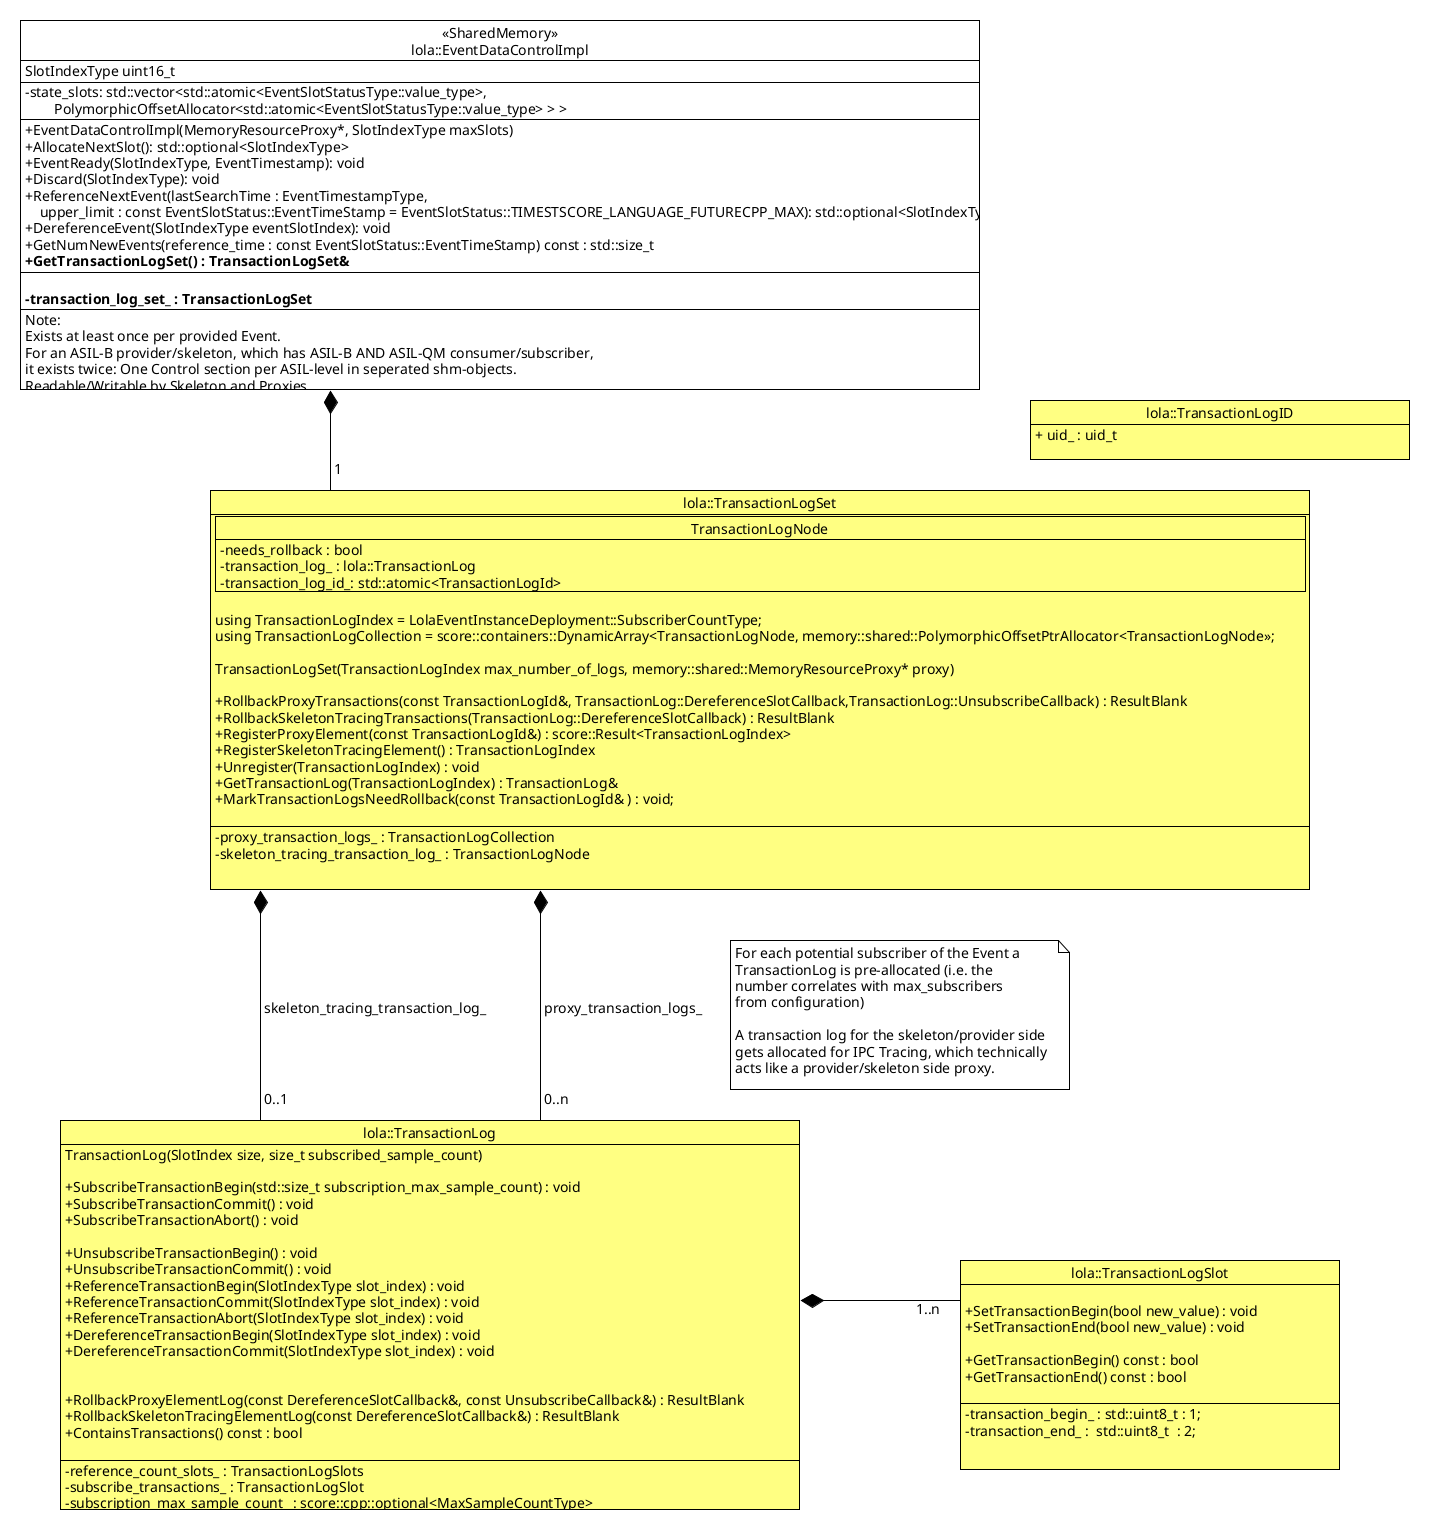 «SharedMemory»
lola::EventDataControlImpl
SlotIndexType uint16_t
-state_slots: std::vector<std::atomic<EventSlotStatusType::value_type>,
PolymorphicOffsetAllocator<std::atomic<EventSlotStatusType::value_type> > >
+EventDataControlImpl(MemoryResourceProxy*, SlotIndexType maxSlots)
+AllocateNextSlot(): std::optional<SlotIndexType>
+EventReady(SlotIndexType, EventTimestamp): void
+Discard(SlotIndexType): void
+ReferenceNextEvent(lastSearchTime : EventTimestampType,
upper_limit : const EventSlotStatus::EventTimeStamp = EventSlotStatus::TIMESTSCORE_LANGUAGE_FUTURECPP_MAX): std::optional<SlotIndexTy
+DereferenceEvent(SlotIndexType eventSlotIndex): void
+GetNumNewEvents(reference_time : const EventSlotStatus::EventTimeStamp) const : std::size_t
+GetTransactionLogSet() : TransactionLogSet&
-transaction_log_set_ : TransactionLogSet
Note:
Exists at least once per provided Event.
For an ASIL-B provider/skeleton, which has ASIL-B AND ASIL-QM consumer/subscriber,
it exists twice: One Control section per ASIL-level in seperated shm-objects.
Readable/Writable by Skeleton and Proxies
lola::TransactionLogID
+ uid_ : uid_t
1
lola::TransactionLogSet
TransactionLogNode
-needs_rollback : bool
-transaction_log_ : lola::TransactionLog
-transaction_log_id_: std::atomic<TransactionLogId>
using TransactionLogIndex = LolaEventInstanceDeployment::SubscriberCountType;
using TransactionLogCollection = score::containers::DynamicArray<TransactionLogNode, memory::shared::PolymorphicOffsetPtrAllocator<TransactionLogNode»;
TransactionLogSet(TransactionLogIndex max_number_of_logs, memory::shared::MemoryResourceProxy* proxy)
+RollbackProxyTransactions(const TransactionLogId&, TransactionLog::DereferenceSlotCallback,TransactionLog::UnsubscribeCallback) : ResultBlank
+RollbackSkeletonTracingTransactions(TransactionLog::DereferenceSlotCallback) : ResultBlank
+RegisterProxyElement(const TransactionLogId&) : score::Result<TransactionLogIndex>
+RegisterSkeletonTracingElement() : TransactionLogIndex
+Unregister(TransactionLogIndex) : void
+GetTransactionLog(TransactionLogIndex) : TransactionLog&
+MarkTransactionLogsNeedRollback(const TransactionLogId& ) : void;
-proxy_transaction_logs_ : TransactionLogCollection
-skeleton_tracing_transaction_log_ : TransactionLogNode
For each potential subscriber of the Event a
TransactionLog is pre-allocated (i.e. the
number correlates with max_subscribers
from configuration)
A transaction log for the skeleton/provider side
gets allocated for IPC Tracing, which technically
acts like a provider/skeleton side proxy.
skeleton_tracing_transaction_log_
proxy_transaction_logs_
0..1
0..n
lola::TransactionLog
TransactionLog(SlotIndex size, size_t subscribed_sample_count)
+SubscribeTransactionBegin(std::size_t subscription_max_sample_count) : void
+SubscribeTransactionCommit() : void
+SubscribeTransactionAbort() : void
+UnsubscribeTransactionBegin() : void
+UnsubscribeTransactionCommit() : void
+ReferenceTransactionBegin(SlotIndexType slot_index) : void
+ReferenceTransactionCommit(SlotIndexType slot_index) : void
+ReferenceTransactionAbort(SlotIndexType slot_index) : void
+DereferenceTransactionBegin(SlotIndexType slot_index) : void
+DereferenceTransactionCommit(SlotIndexType slot_index) : void
+RollbackProxyElementLog(const DereferenceSlotCallback&, const UnsubscribeCallback&) : ResultBlank
+RollbackSkeletonTracingElementLog(const DereferenceSlotCallback&) : ResultBlank
+ContainsTransactions() const : bool
-reference_count_slots_ : TransactionLogSlots
-subscribe_transactions_ : TransactionLogSlot
-subscription_max_sample_count_ : score::cpp::optional<MaxSampleCountType>
1..n
lola::TransactionLogSlot
+SetTransactionBegin(bool new_value) : void
+SetTransactionEnd(bool new_value) : void
+GetTransactionBegin() const : bool
+GetTransactionEnd() const : bool
-transaction_begin_ : std::uint8_t : 1;
-transaction_end_ :  std::uint8_t  : 2;